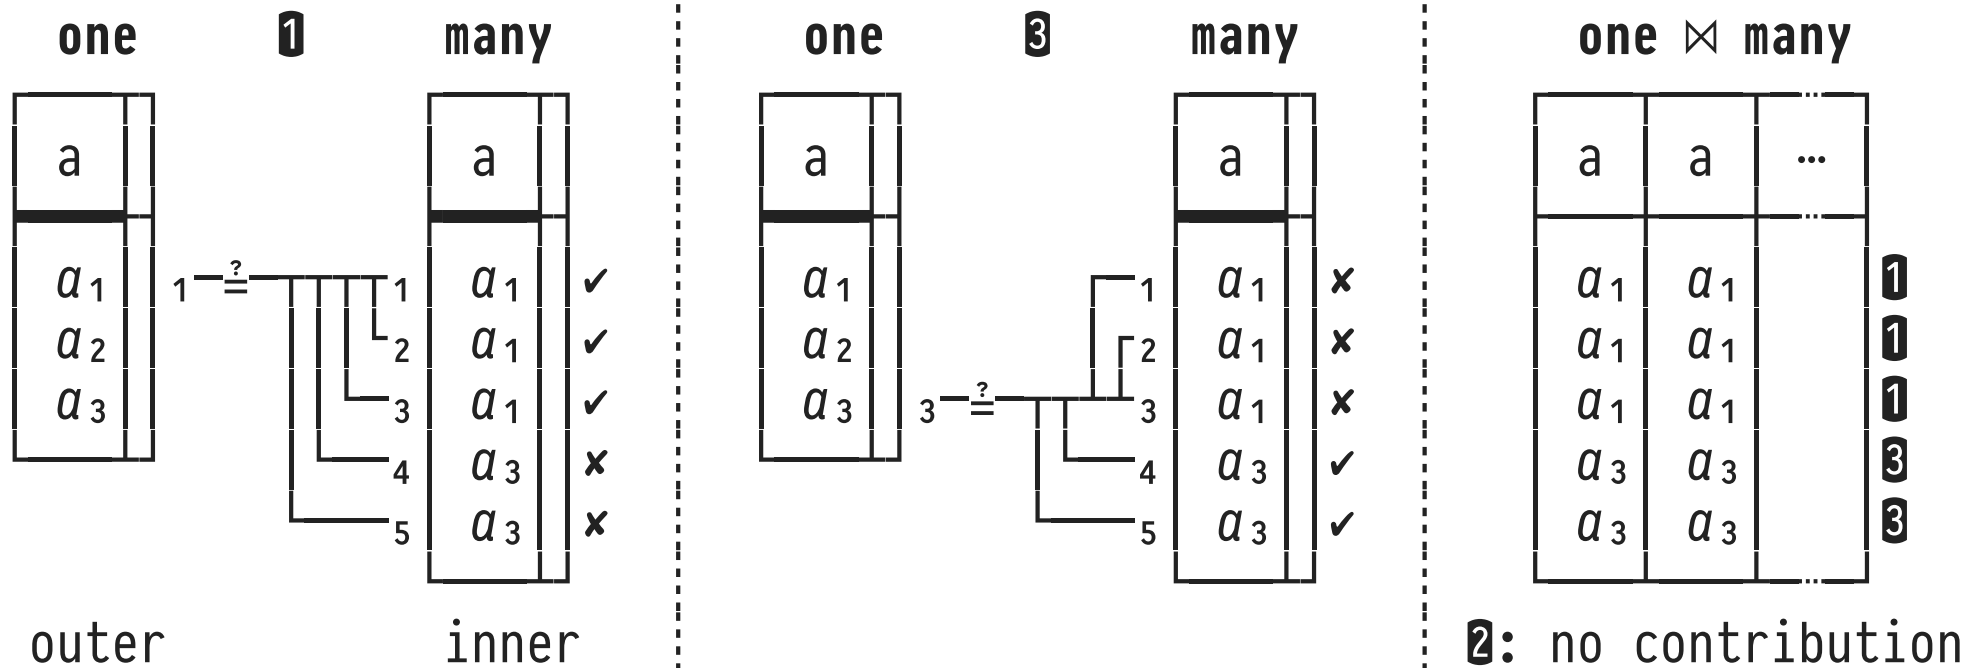 one 1 many one 3 many one ⋈ many
a a a a a a ⋯
a₁ 1 ≟ 1 a₁ ✔ a₁ 1 a₁ ✘ a₁ a₁ 1
a₂ 2 a₁ ✔ a₂ 2 a₁ ✘ a₁ a₁ 1
a₃ 3 a₁ ✔ a₃ 3 ≟ 3 a₁ ✘ a₁ a₁ 1
4 a₃ ✘ 4 a₃ ✔ a₃ a₃ 3
5 a₃ ✘ 5 a₃ ✔ a₃ a₃ 3
outer inner 2: no contribution